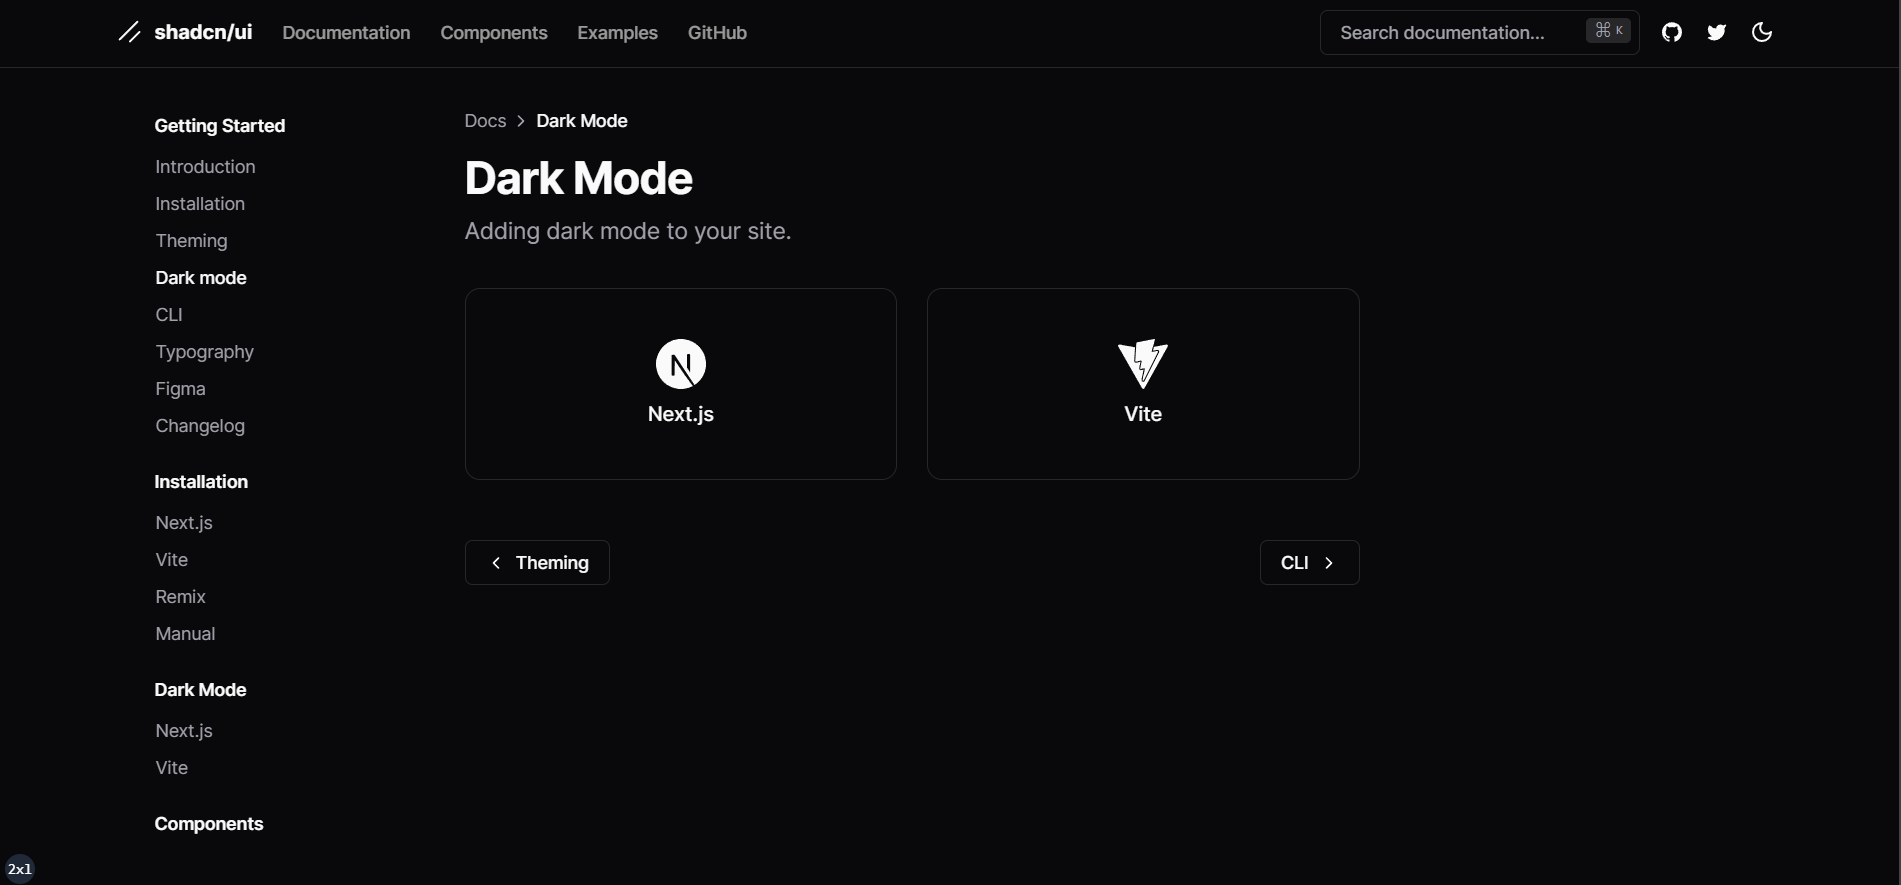 shadcn/ui Documentation Components Examples GitHub Search documentation... ⌘ K
Getting Started
Introduction
Installation
Theming
Dark mode
CLI
Typography
Figma
Changelog
Installation
Next.js
Vite
Remix
Manual
Dark Mode
Next.js
Vite
Components
Docs > Dark Mode
Dark Mode
Adding dark mode to your site.
N
Next.js
Vite
Theming
CLI
2x1